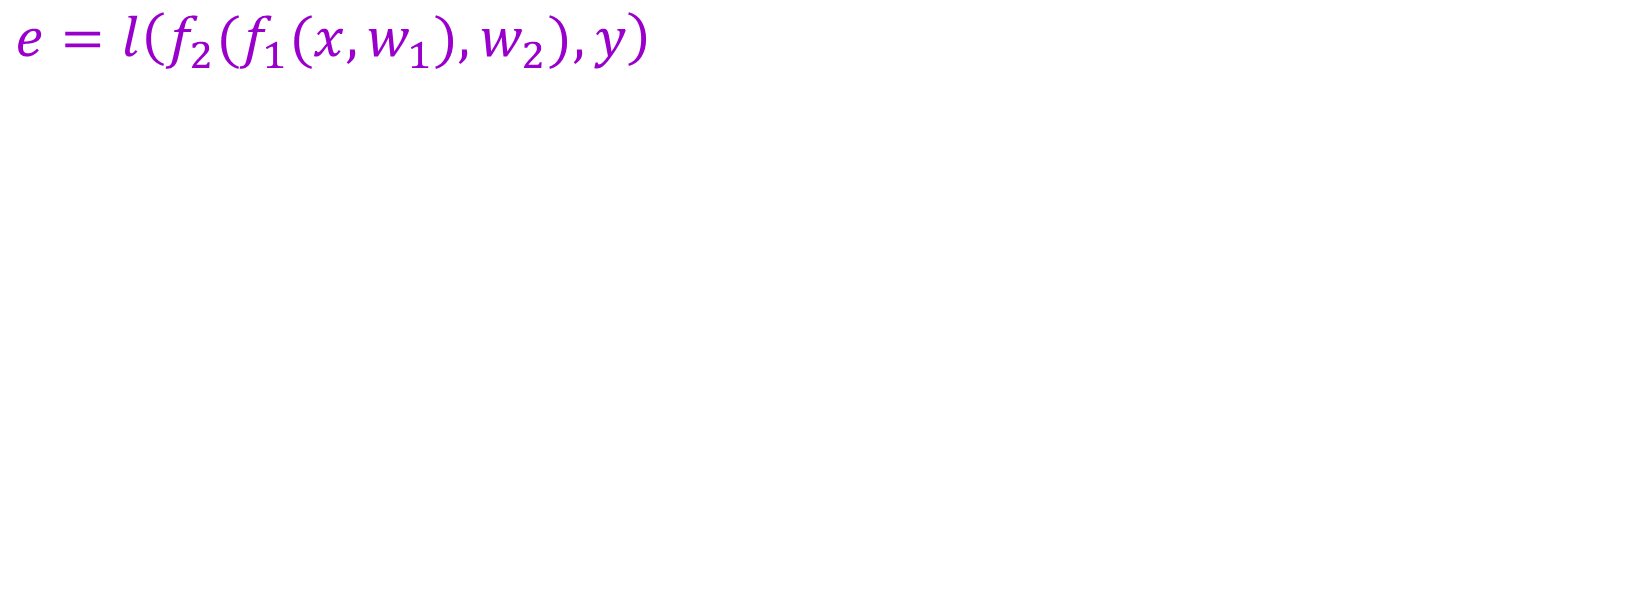 e = l(f₂(f₁(x, w₁), w₂), y)